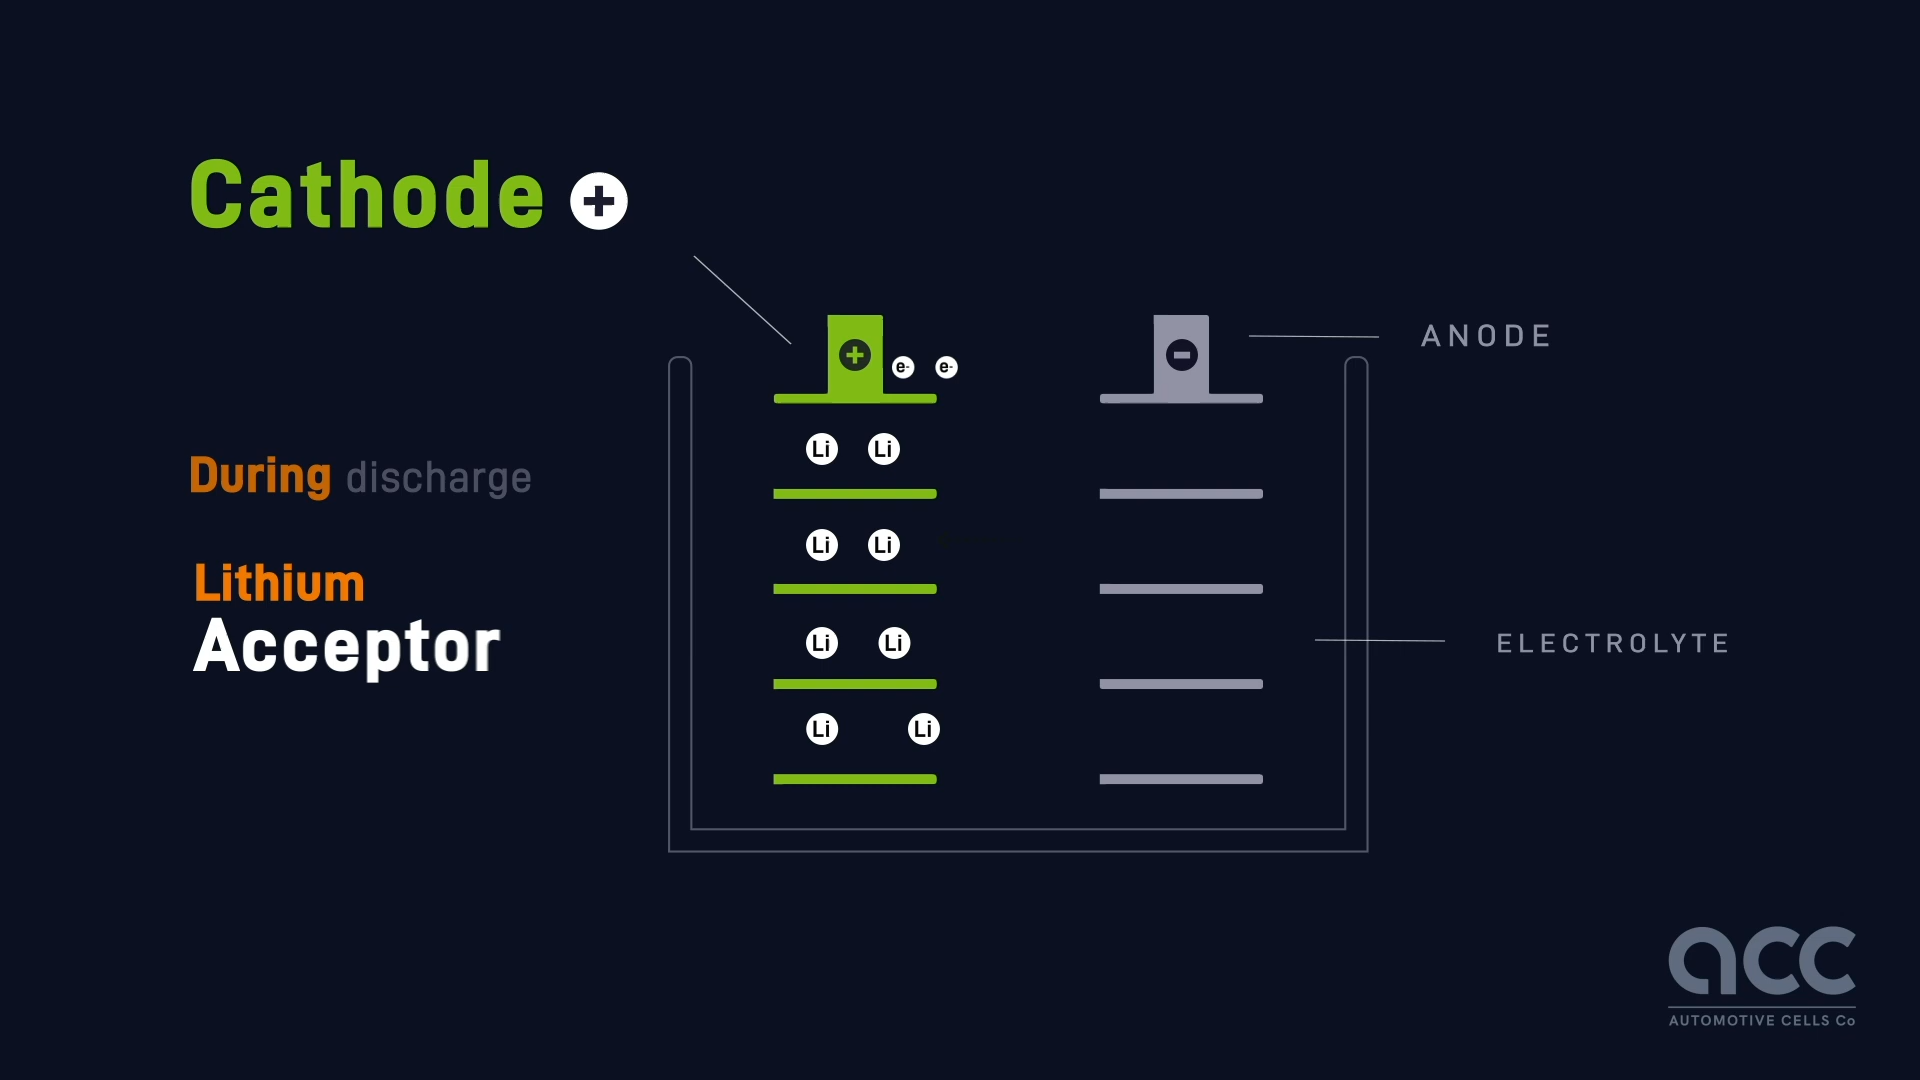 Cathode +
ANODE
+
-
e-
e-
Li
Li
During discharge
Li
Li
Lithium
Acceptor
Li
Li
ELECTROLYTE
Li
Li
acc
AUTOMOTIVE CELLS Co